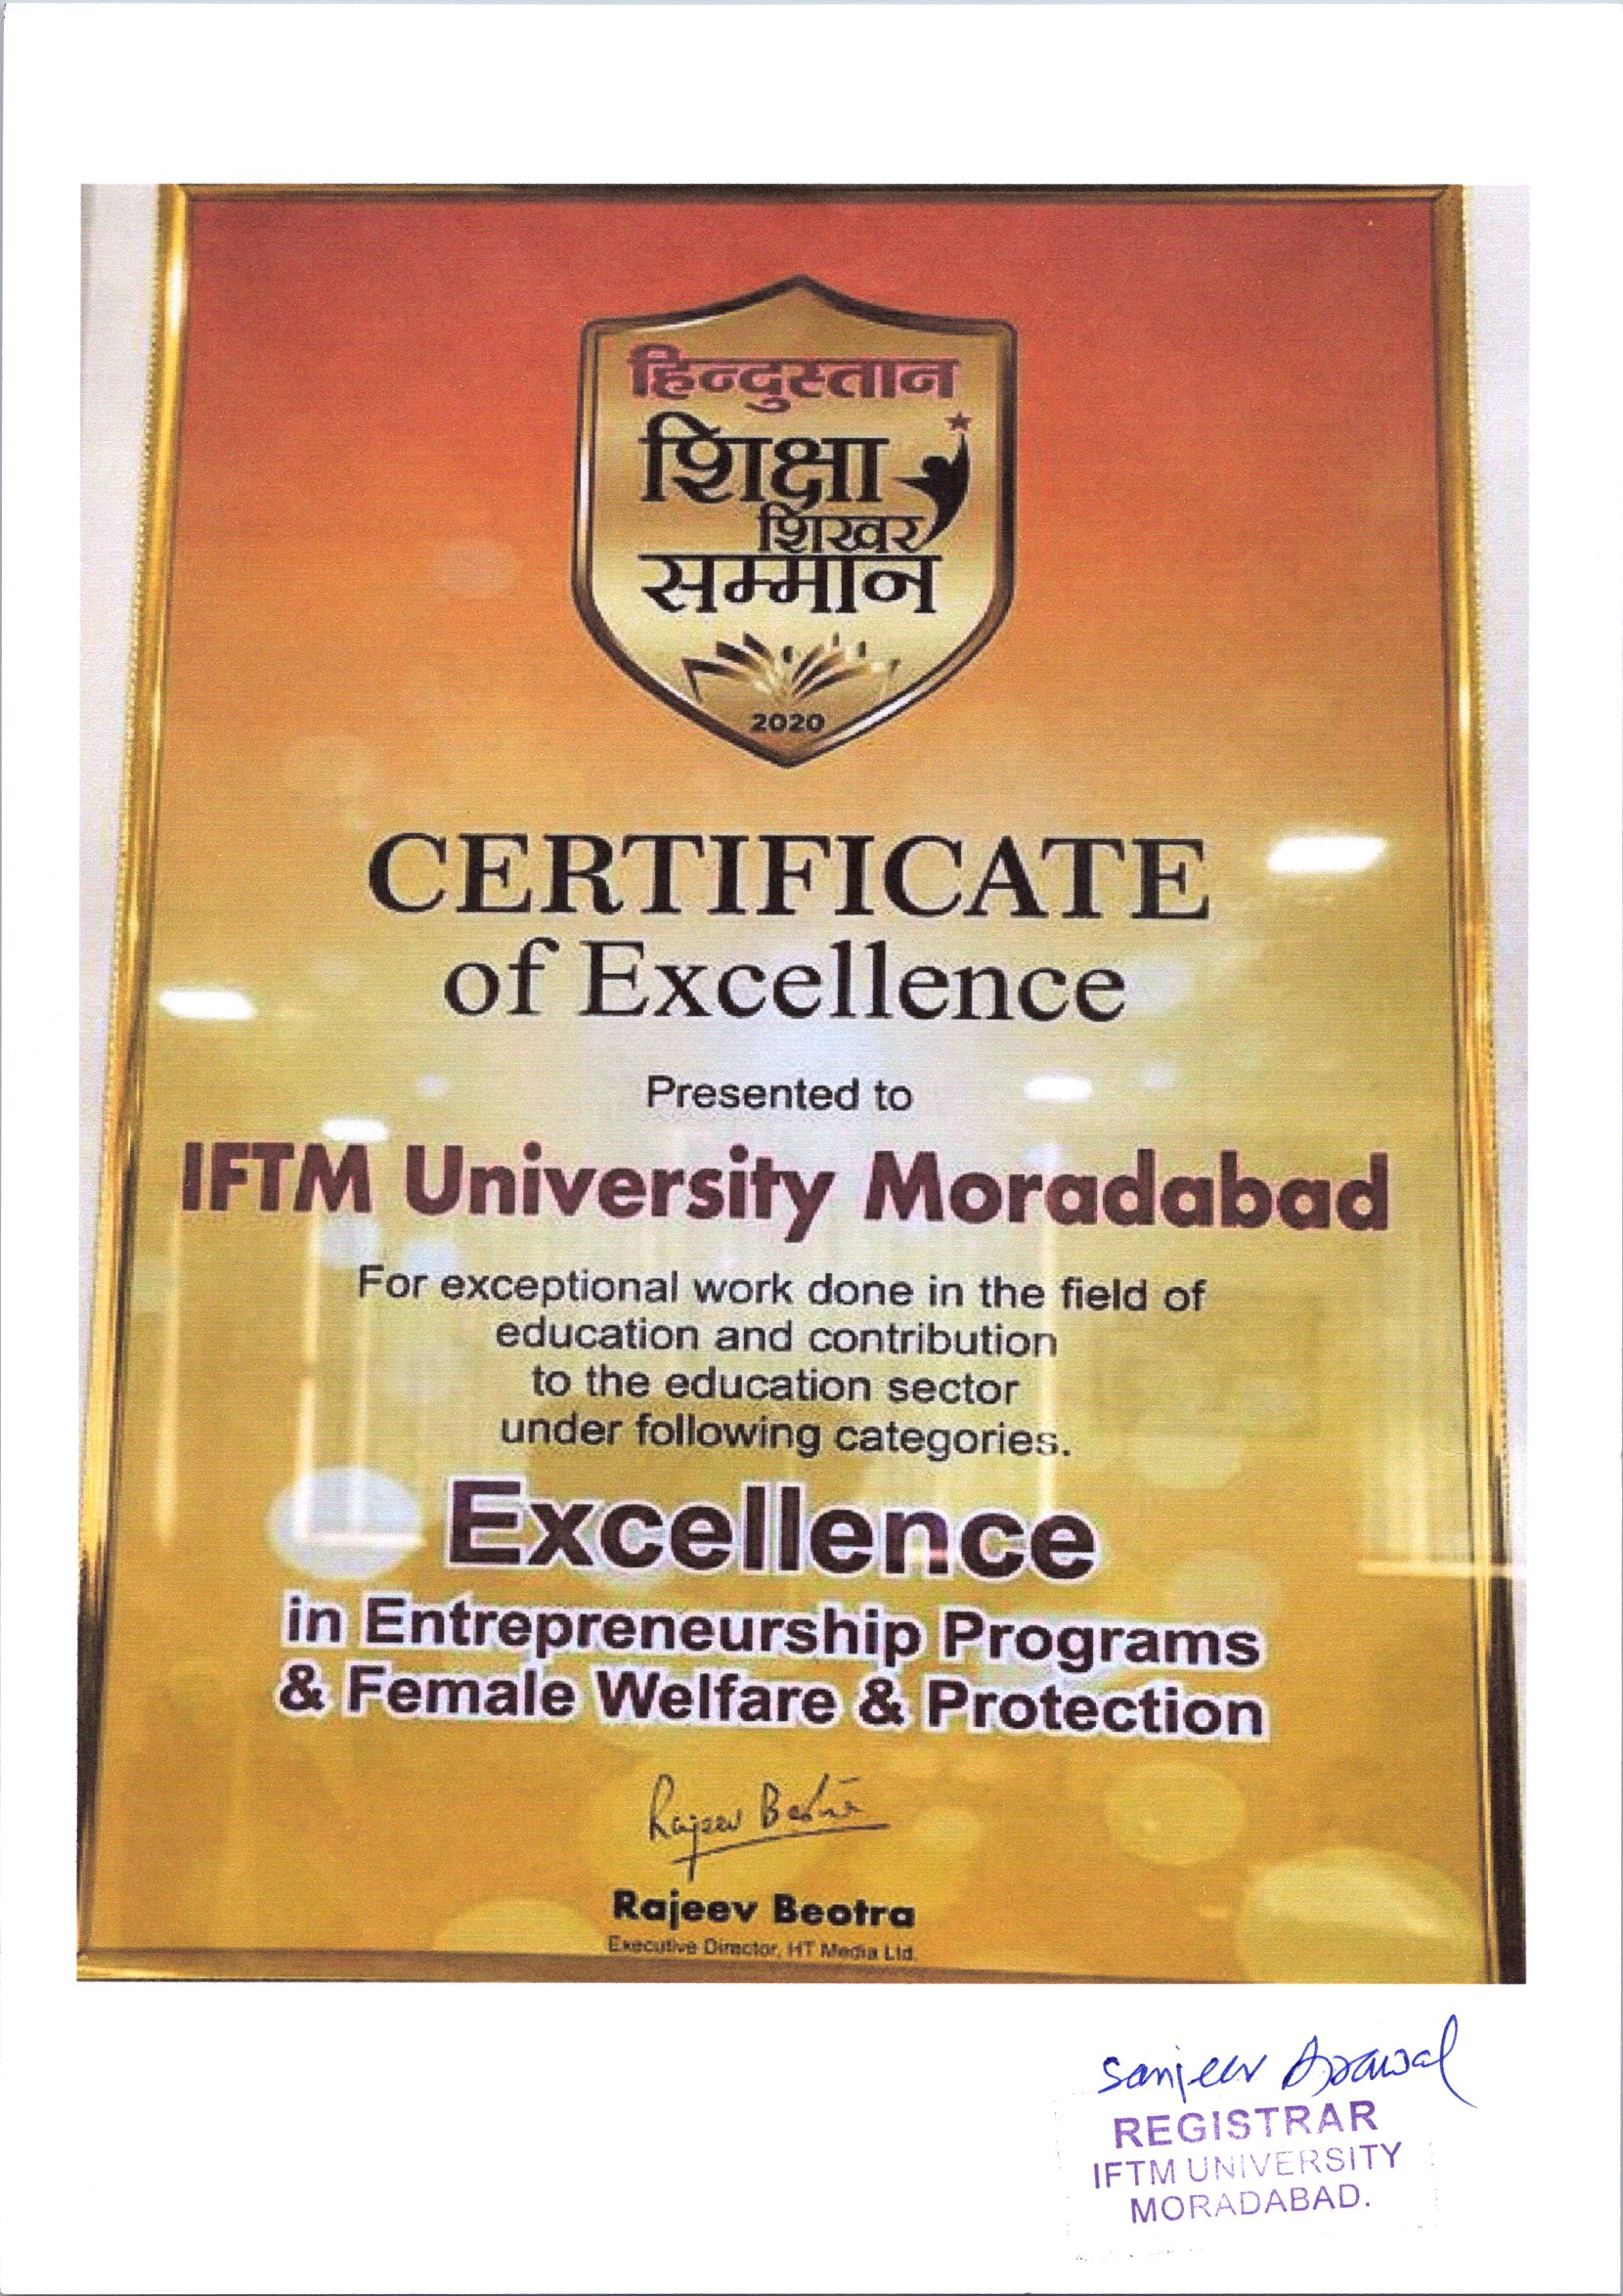 हिन्दुस्तान
शिक्षा
शिखर
सम्मान
2020
CERTIFICATE
of Excellence
Presented to
IFTM University Moradabad
For exceptional work done in the field of
education and contribution
to the education sector
under following categories.
Excellence
in Entrepreneurship Programs
& Female Welfare & Protection
Rajeev Beotra
Rajeev Beotra
Executive Director, HT Media Ltd.
Sanjeev
REGISTRAR
IFTM UNIVERSITY
MORADABAD.